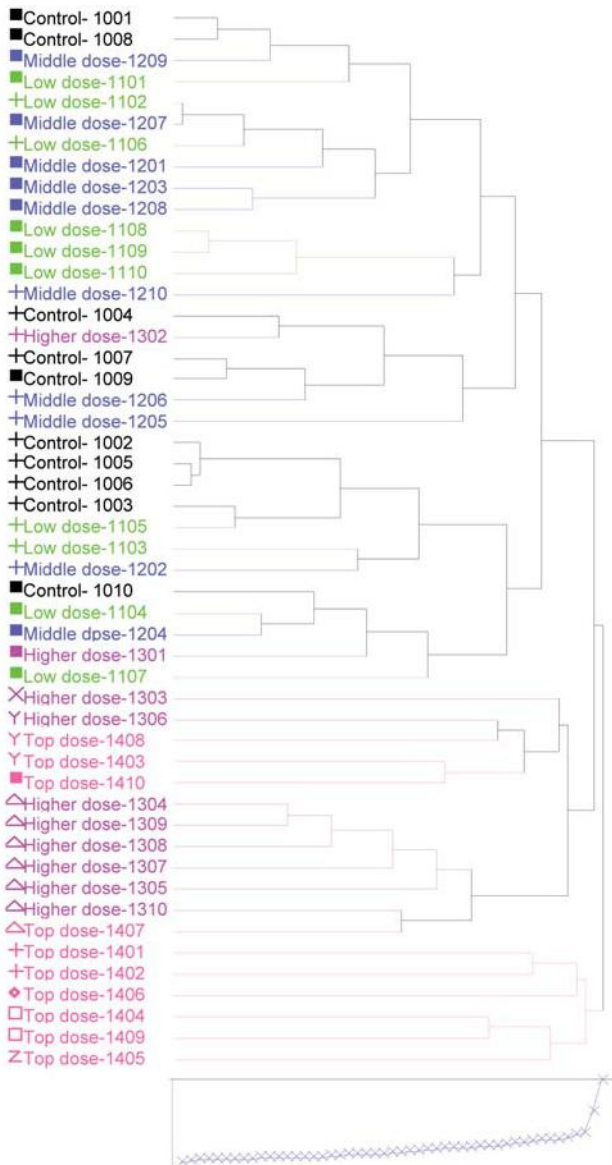 Control- 1001
Control- 1008
Middle dose-1209
Low dose-1101
Low dose-1102
Middle dose-1207
Low dose-1106
Middle dose-1201
Middle dose-1203
Middle dose-1208
Low dose-1108
Low dose-1109
Low dose-1110
Middle dose-1210
Control- 1004
Higher dose-1302
Control- 1007
Control- 1009
Middle dose-1206
Middle dose-1205
Control- 1002
Control- 1005
Control- 1006
Control- 1003
Low dose-1105
Low dose-1103
Middle dose-1202
Control- 1010
Low dose-1104
Middle dpse-1204
Higher dose-1301
Low dose-1107
Higher dose-1303
Higher dose-1306
Top dose-1408
Top dose-1403
Top dose-1410
Higher dose-1304
Higher dose-1309
Higher dose-1308
Higher dose-1307
Higher dose-1305
Higher dose-1310
Top dose-1407
Top dose-1401
Top dose-1402
Top dose-1406
Top dose-1404
Top dose-1409
Top dose-1405